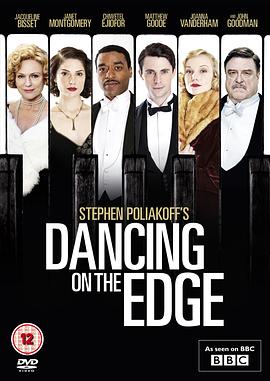 JACQUELINE BISSET
JANET MONTGOMERY
CHIWETEL EJIOFOR
MATTHEW GOODE
JOANNA VANDERHAM
AND JOHN GOODMAN
STEPHEN POLIAKOFF'S
DANCING
ON THE EDGE
12
DVD
VIDEO
As seen on BBC
BBC